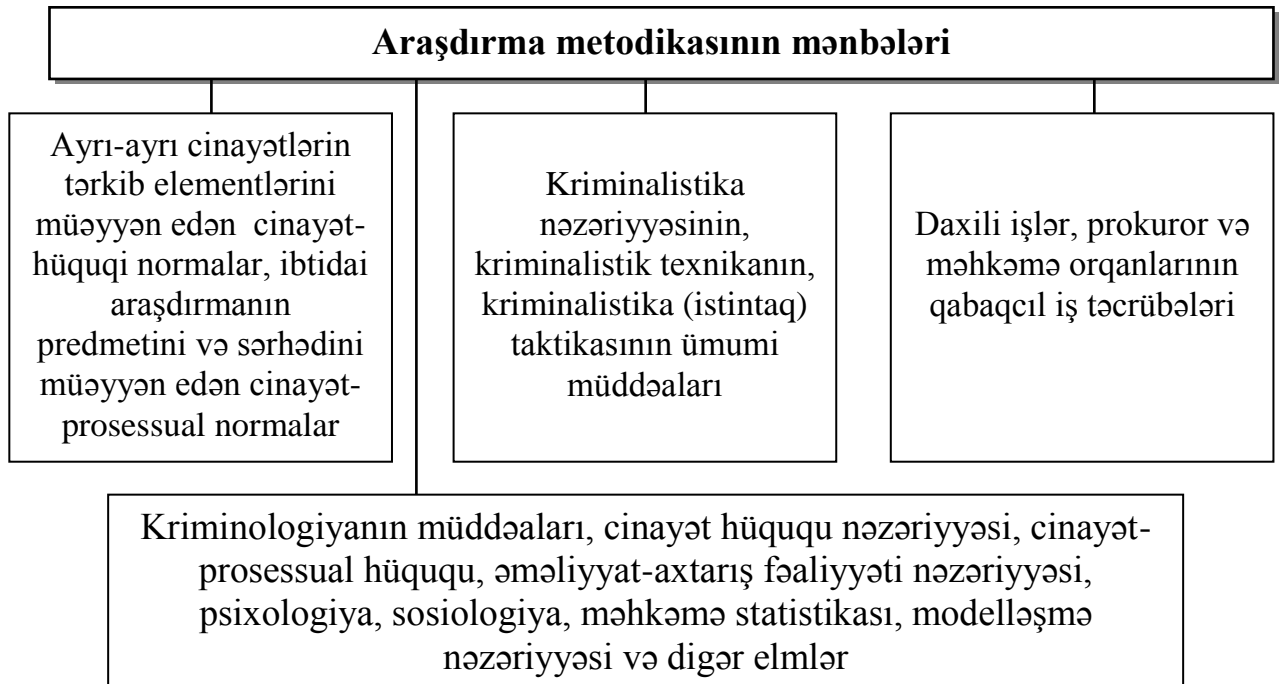 Araşdırma metodikasının mənbələri
Ayrı-ayrı cinayətlərin
tərkib elementlərini
müəyyən edən cinayət-
hüquqi normalar, ibtidai
araşdırmanın
predmetini və sərhədini
müəyyən edən cinayət-
prosessual normalar
Kriminalistika
nəzəriyyəsinin,
kriminalistik texnikanın,
kriminalistika (istintaq)
taktikasının ümumi
müddəaları
Daxili işlər, prokuror və
məhkəmə orqanlarının
qabaqcıl iş təcrübələri
Kriminologiyanın müddəaları, cinayət hüququ nəzəriyyəsi, cinayət-
prosessual hüququ, əməliyyat-axtarış fəaliyyəti nəzəriyyəsi,
psixologiya, sosiologiya, məhkəmə statistikası, modelləşmə
nəzəriyyəsi və digər elmlər